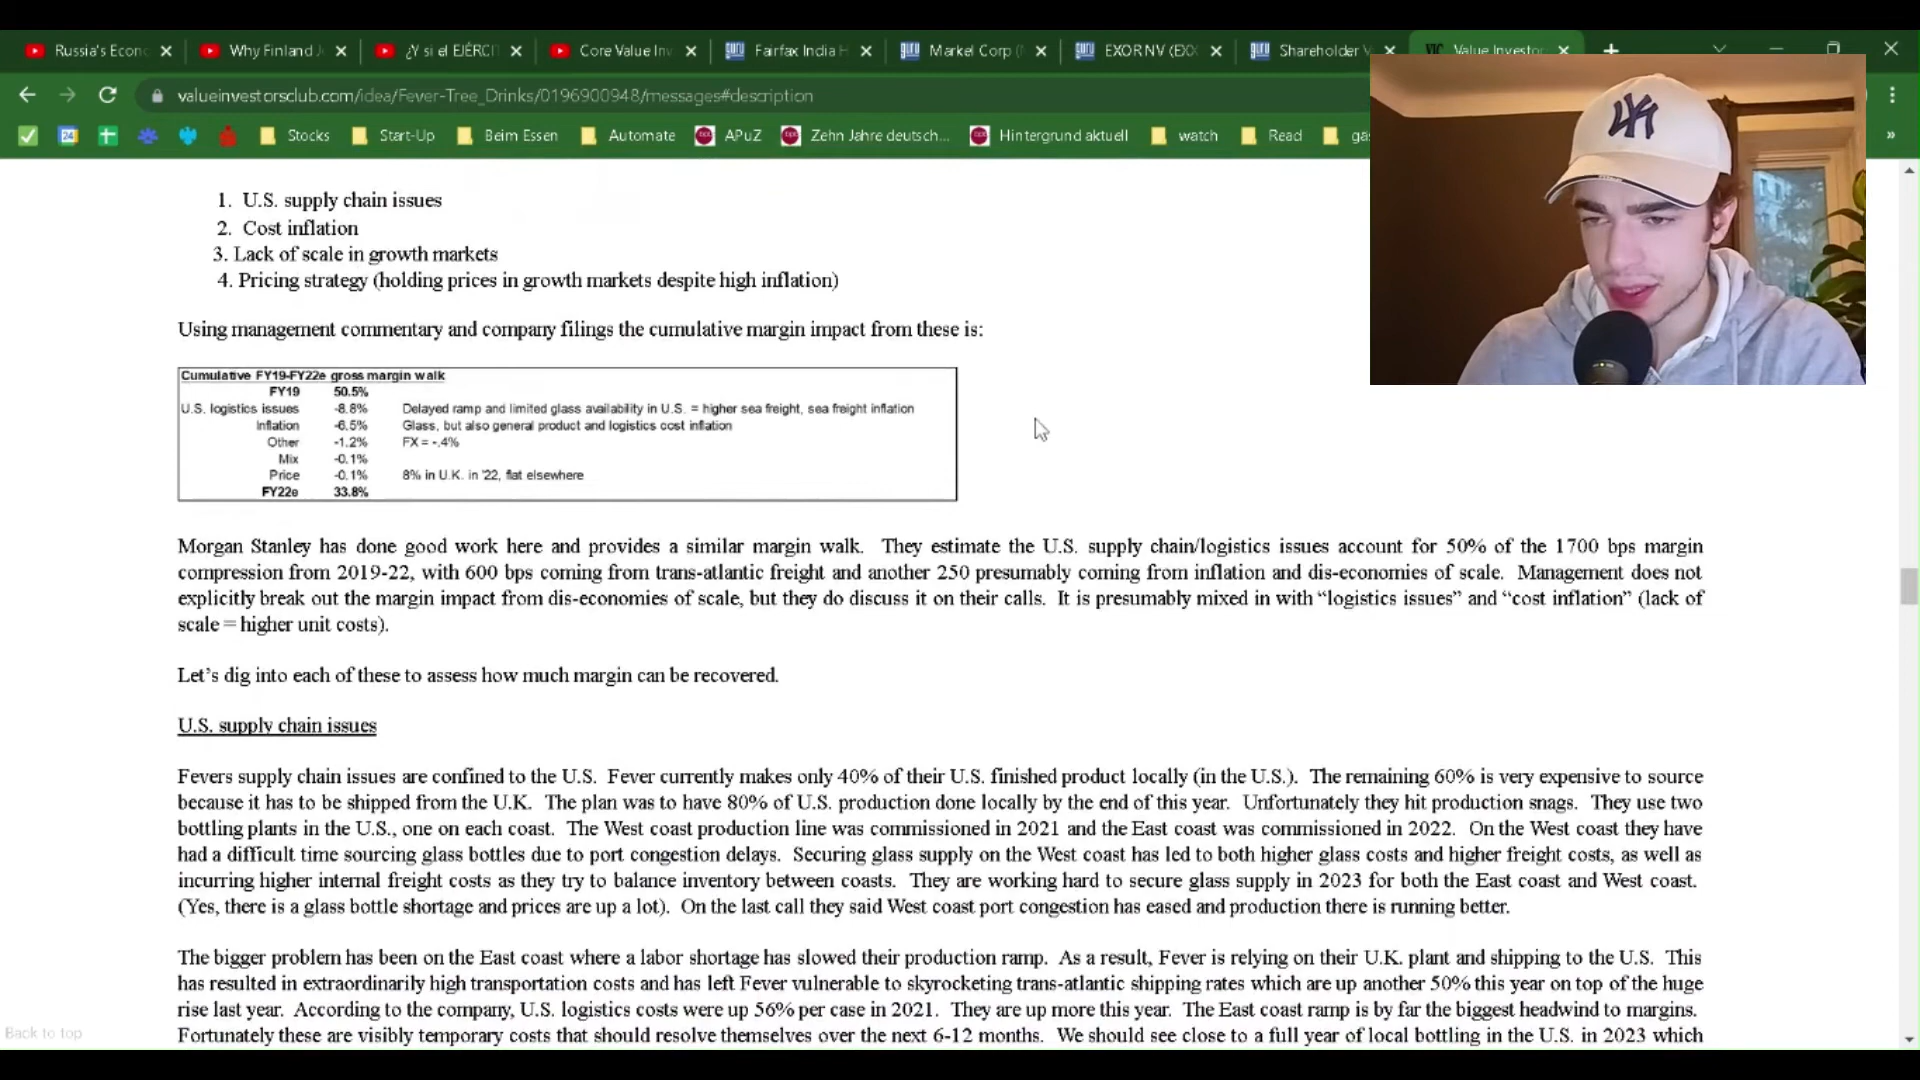 Russia's Econ
Why Finland J
¿Y si el EJÉRCI
Core Value Inv
Fairfax India H
Markel Corp (
EXOR NV (EXX
Shareholder V
VIC Value Investor
valueinvestorsclub.com/idea/Fever-Tree_Drinks/0196900948/messages#description
24 Stocks Start-Up Beim Essen Automate APuZ Zehn Jahre deutsch... Hintergrund aktuell watch Read
1. U.S. supply chain issues
2. Cost inflation
3. Lack of scale in growth markets
4. Pricing strategy (holding prices in growth markets despite high inflation)
Using management commentary and company filings the cumulative margin impact from these is:
Cumulative FY19-FY22e gross margin walk
FY19 50.5%
U.S. logistics issues -8.8% Delayed ramp and limited glass availability in U.S. = higher sea freight, sea freight inflation
Inflation -6.5% Glass, but also general product and logistics cost inflation
Other -1.2% FX = -.4%
Mix -0.1%
Price -0.1% 8% in U.K. in '22, flat elsewhere
FY22e 33.8%
Morgan Stanley has done good work here and provides a similar margin walk. They estimate the U.S. supply chain/logistics issues account for 50% of the 1700 bps margin
compression from 2019-22, with 600 bps coming from trans-atlantic freight and another 250 presumably coming from inflation and dis-economies of scale. Management does not
explicitly break out the margin impact from dis-economies of scale, but they do discuss it on their calls. It is presumably mixed in with “logistics issues” and “cost inflation” (lack of
scale = higher unit costs).
Let’s dig into each of these to assess how much margin can be recovered.
U.S. supply chain issues
Fevers supply chain issues are confined to the U.S. Fever currently makes only 40% of their U.S. finished product locally (in the U.S.). The remaining 60% is very expensive to source
because it has to be shipped from the U.K. The plan was to have 80% of U.S. production done locally by the end of this year. Unfortunately they hit production snags. They use two
bottling plants in the U.S., one on each coast. The West coast production line was commissioned in 2021 and the East coast was commissioned in 2022. On the West coast they have
had a difficult time sourcing glass bottles due to port congestion delays. Securing glass supply on the West coast has led to both higher glass costs and higher freight costs, as well as
incurring higher internal freight costs as they try to balance inventory between coasts. They are working hard to secure glass supply in 2023 for both the East coast and West coast.
(Yes, there is a glass bottle shortage and prices are up a lot). On the last call they said West coast port congestion has eased and production there is running better.
The bigger problem has been on the East coast where a labor shortage has slowed their production ramp. As a result, Fever is relying on their U.K. plant and shipping to the U.S. This
has resulted in extraordinarily high transportation costs and has left Fever vulnerable to skyrocketing trans-atlantic shipping rates which are up another 50% this year on top of the huge
rise last year. According to the company, U.S. logistics costs were up 56% per case in 2021. They are up more this year. The East coast ramp is by far the biggest headwind to margins.
Fortunately these are visibly temporary costs that should resolve themselves over the next 6-12 months. We should see close to a full year of local bottling in the U.S. in 2023 which
Back to top